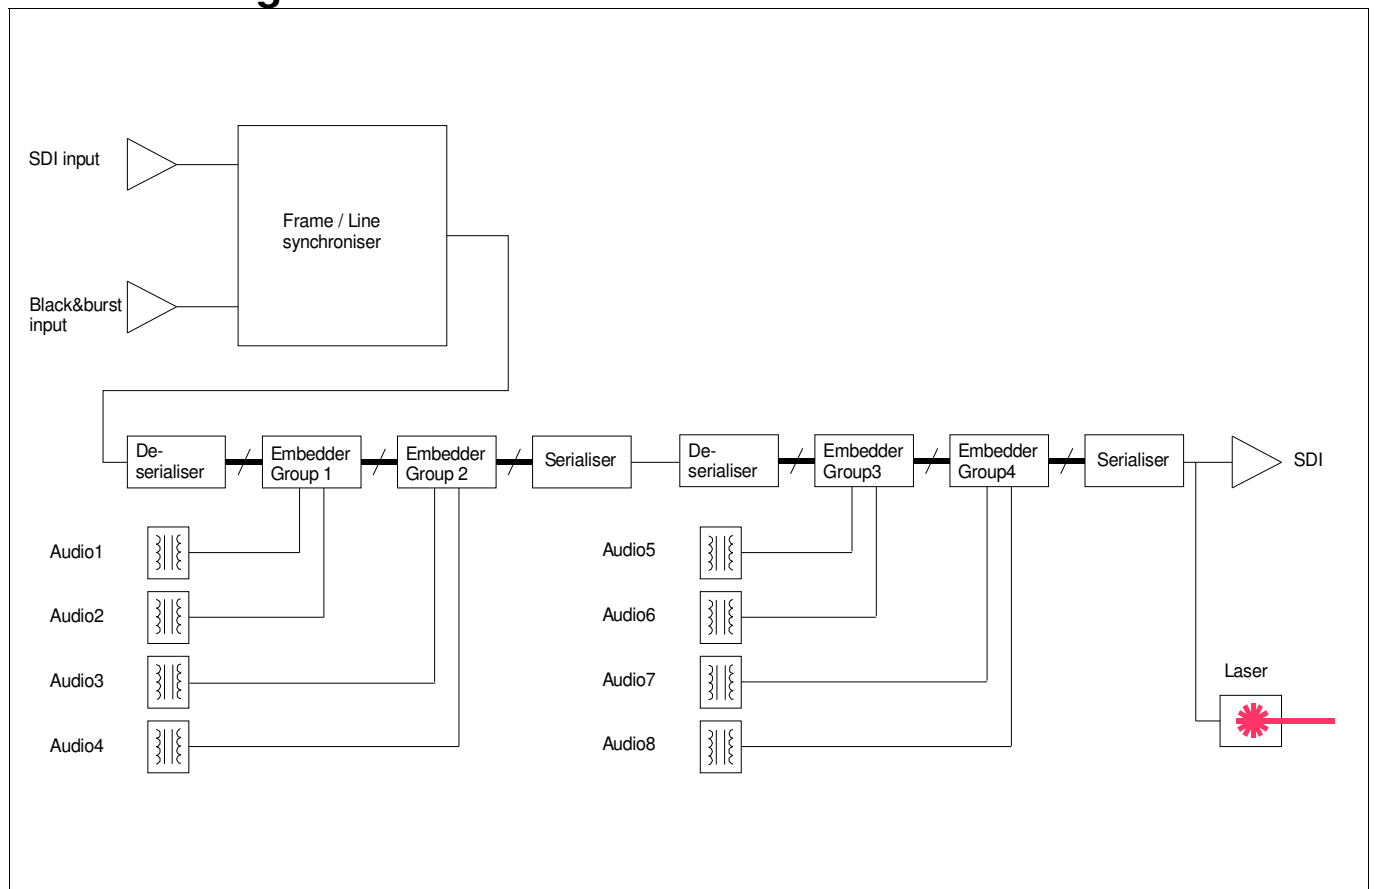 SDI input
Frame / Line
synchroniser
Black&burst
input
De-
serialiser
Embedder
Group 1
Embedder
Group 2
Serialiser
De-
serialiser
Embedder
Group3
Embedder
Group4
Serialiser
SDI
Audio1
Audio5
Audio2
Audio6
Audio3
Audio7
Laser
Audio4
Audio8